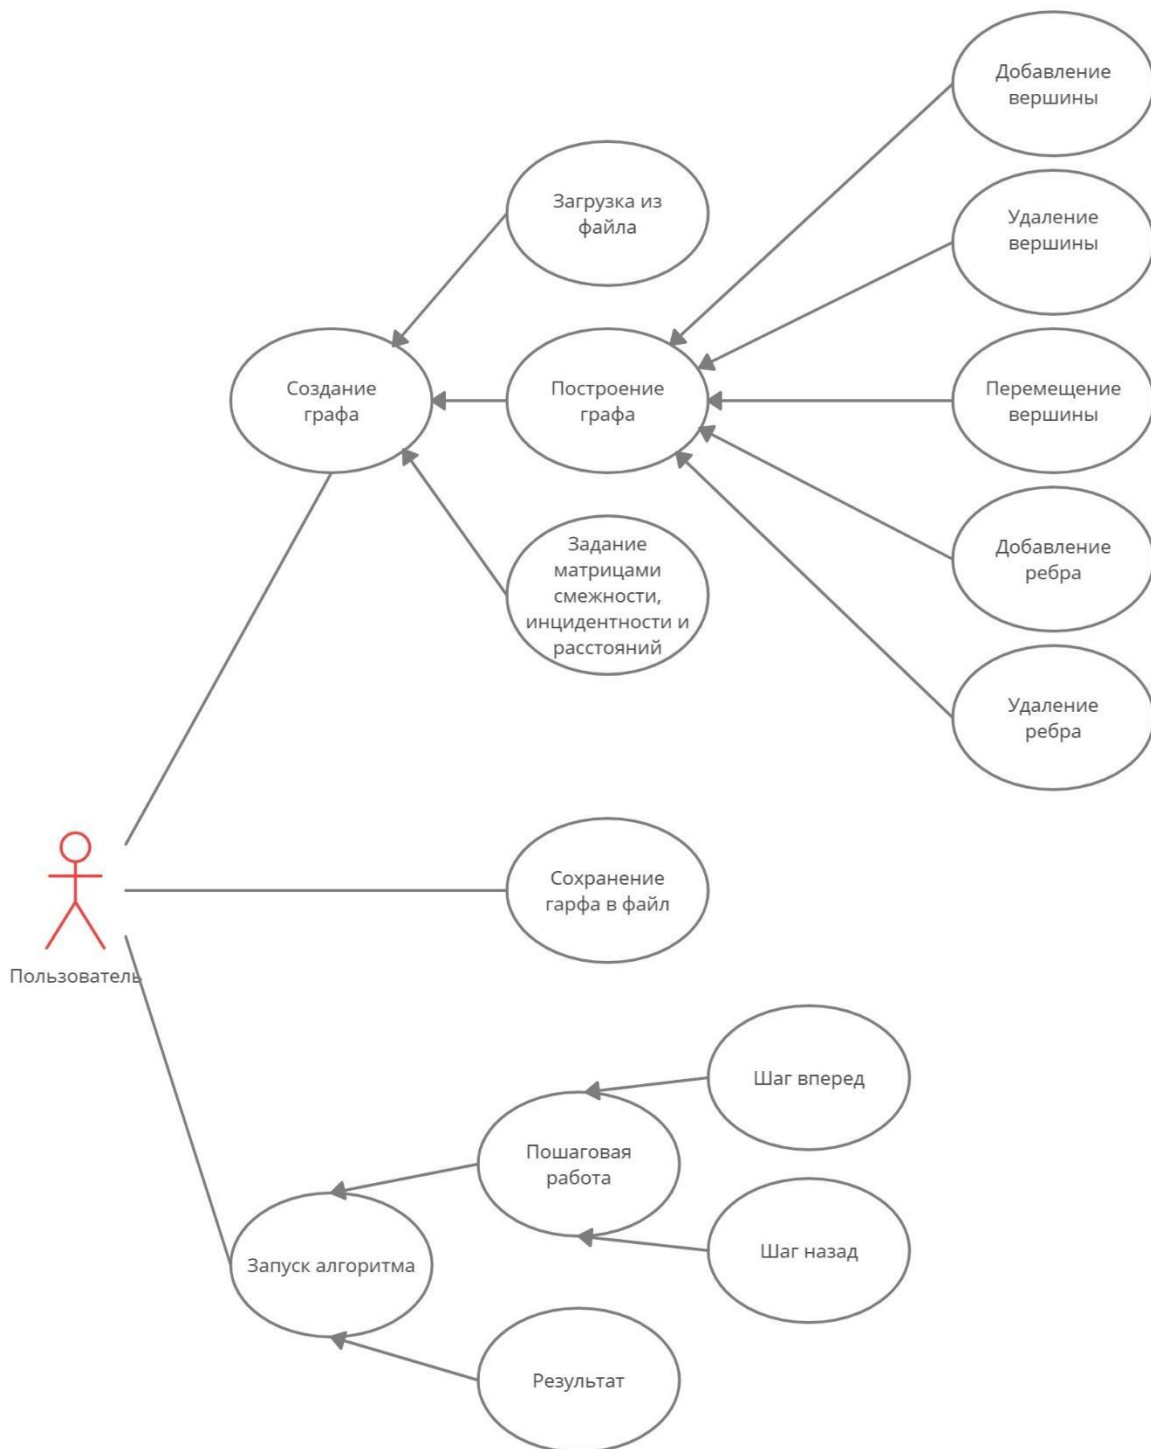 Добавление
вершины
Загрузка из
файла
Удаление
вершины
Создание
графа
Построение
графа
Перемещение
вершины
Задание
матрицами
смежности,
инцидентности и
расстояний
Добавление
ребра
Удаление
ребра
Сохранение
гарфа в файл
Пользователь
Шаг вперед
Пошаговая
работа
Шаг назад
Запуск алгоритма
Результат